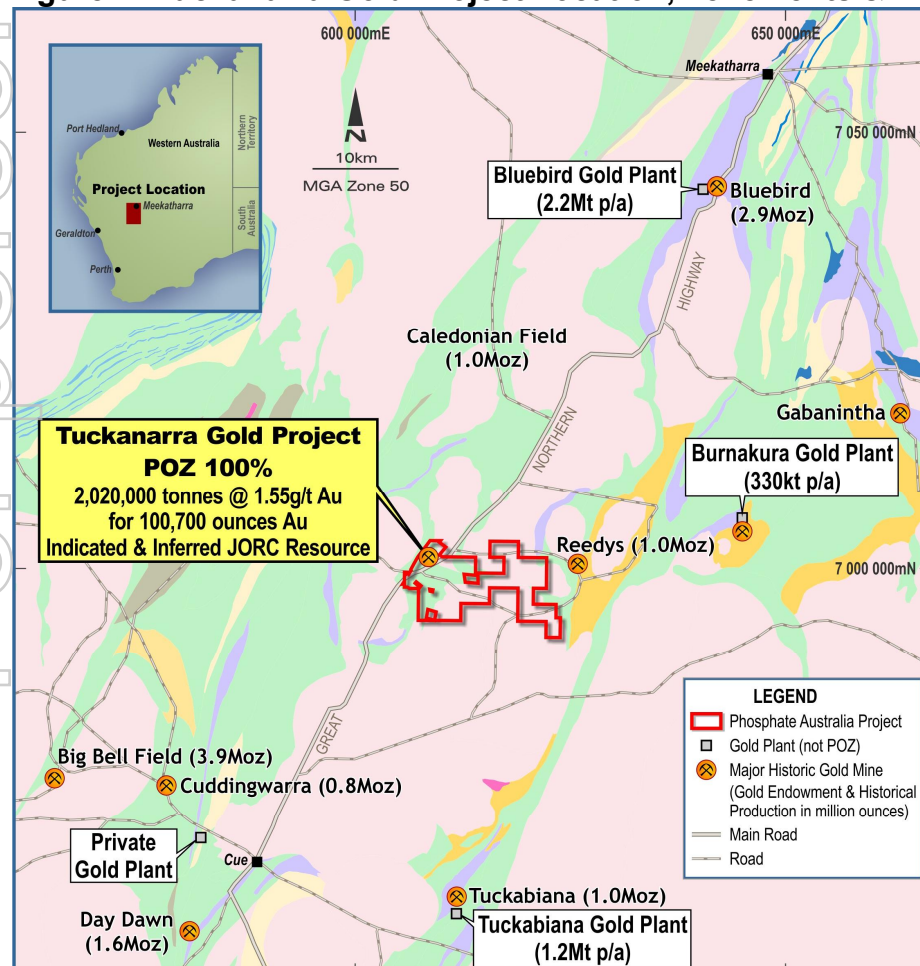 600 000mE
650 000mE
Meekatharra
7 050 000mN
Port Hedland
Western Australia
Northern
Territory
Project Location
Meekatharra
South
Australia
Geraldton
Perth
N
10km
MGA Zone 50
Bluebird Gold Plant
(2.2Mt p/a)
Bluebird
(2.9Moz)
HIGHWAY
Caledonian Field
(1.0Moz)
NORTHERN
Gabanintha
Tuckanarra Gold Project
POZ 100%
2,020,000 tonnes @ 1.55g/t Au
for 100,700 ounces Au
Indicated & Inferred JORC Resource
Burnakura Gold Plant
(330kt p/a)
Reedys (1.0Moz)
7 000 000mN
GREAT
LEGEND
Phosphate Australia Project
Gold Plant (not POZ)
Major Historic Gold Mine
(Gold Endowment & Historical
Production in million ounces)
Main Road
Road
Big Bell Field (3.9Moz)
Cuddingwarra (0.8Moz)
Private
Gold Plant
Cue
Tuckabiana (1.0Moz)
Tuckabiana Gold Plant
(1.2Mt p/a)
Day Dawn
(1.6Moz)